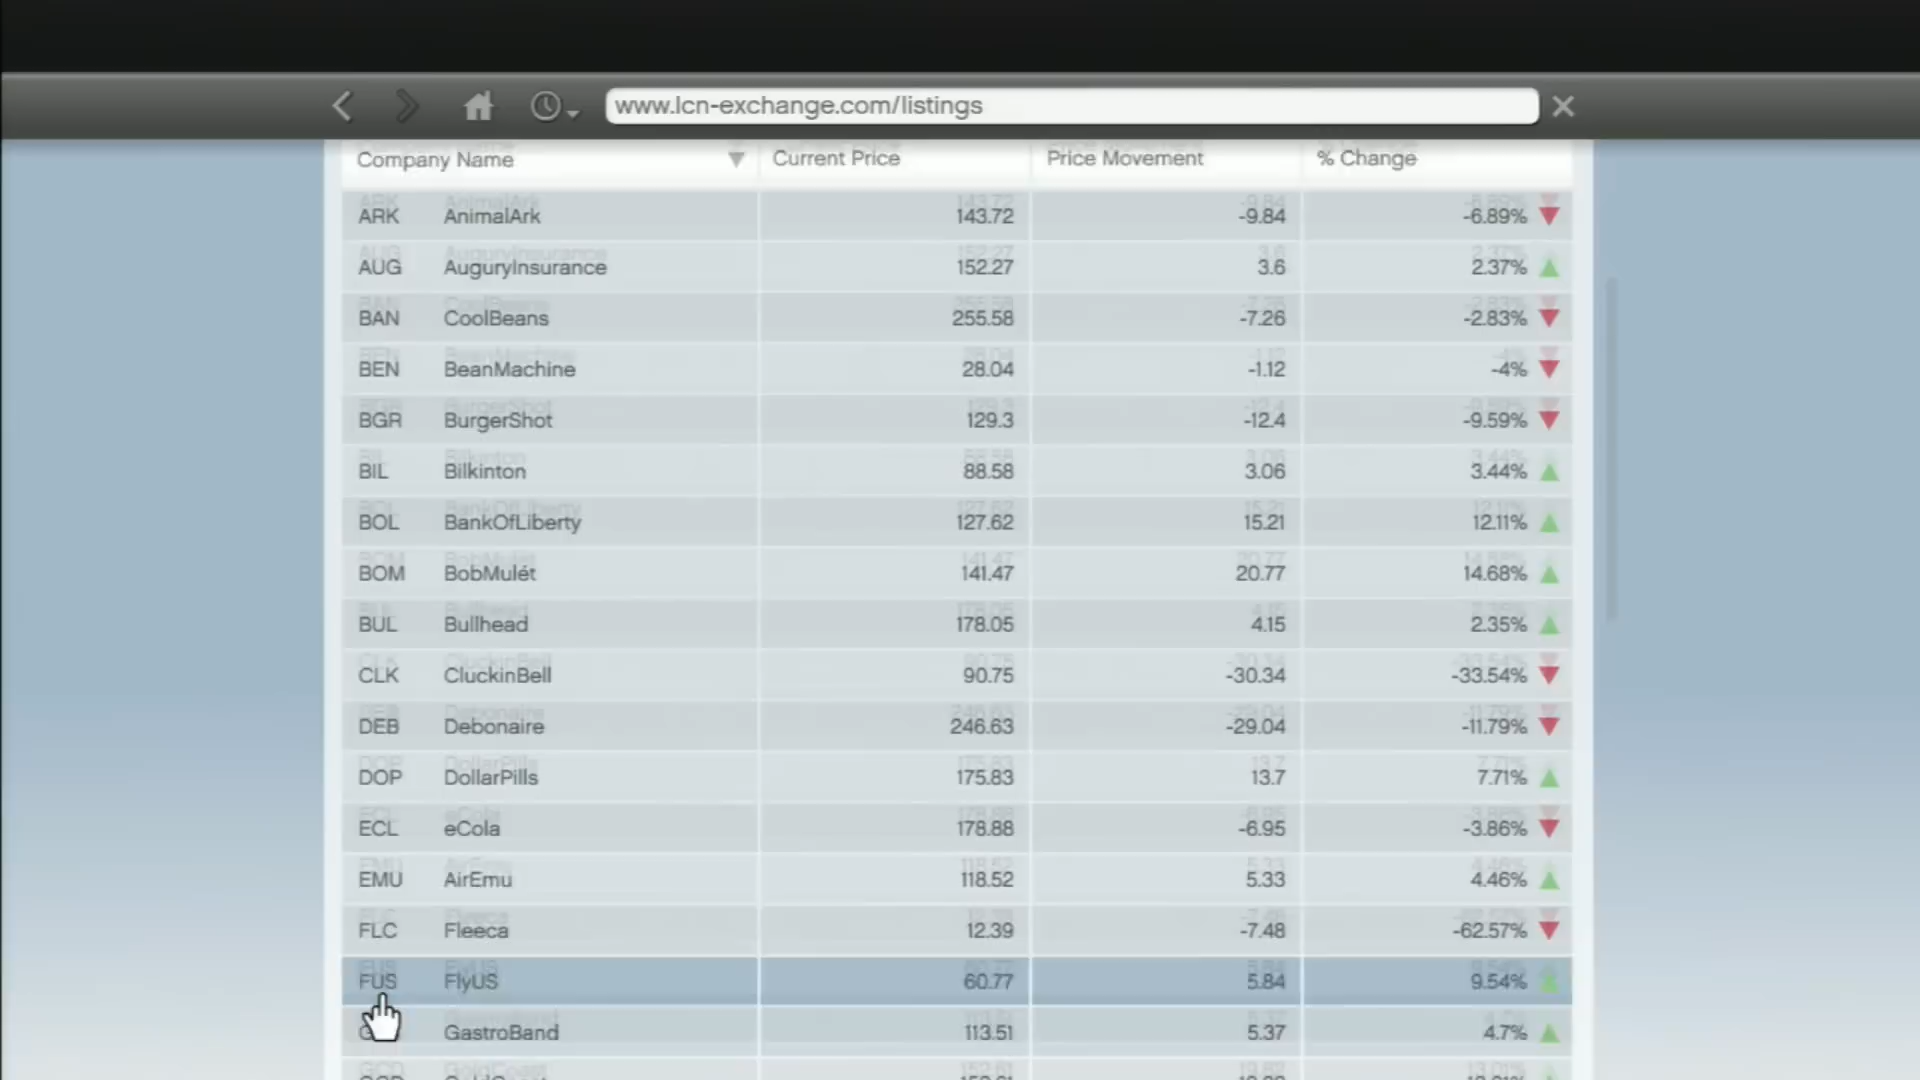 www.lcn-exchange.com/listings
Company Name Current Price Price Movement % Change
ARK AnimalArk 143.72 -9.84 -6.89%
AUG AuguryInsurance 152.27 3.6 2.37%
BAN CoolBeans 255.58 -7.26 -2.83%
BEN BeanMachine 28.04 -1.12 -4%
BGR BurgerShot 129.3 -12.4 -9.59%
BIL Bilkinton 88.58 3.06 3.44%
BOL BankOfLiberty 127.62 15.21 12.11%
BOM BobMulét 141.47 20.77 14.68%
BUL Bullhead 178.05 4.15 2.35%
CLK CluckinBell 90.75 -30.34 -33.54%
DEB Debonaire 246.63 -29.04 -11.79%
DOP DollarPills 175.83 13.7 7.71%
ECL eCola 178.88 -6.95 -3.86%
EMU AirEmu 118.52 5.33 4.46%
FLC Fleeca 12.39 -7.48 -62.57%
FUS FlyUS 60.77 5.84 9.54%
GastroBand 113.51 5.37 4.7%
GoldCoast